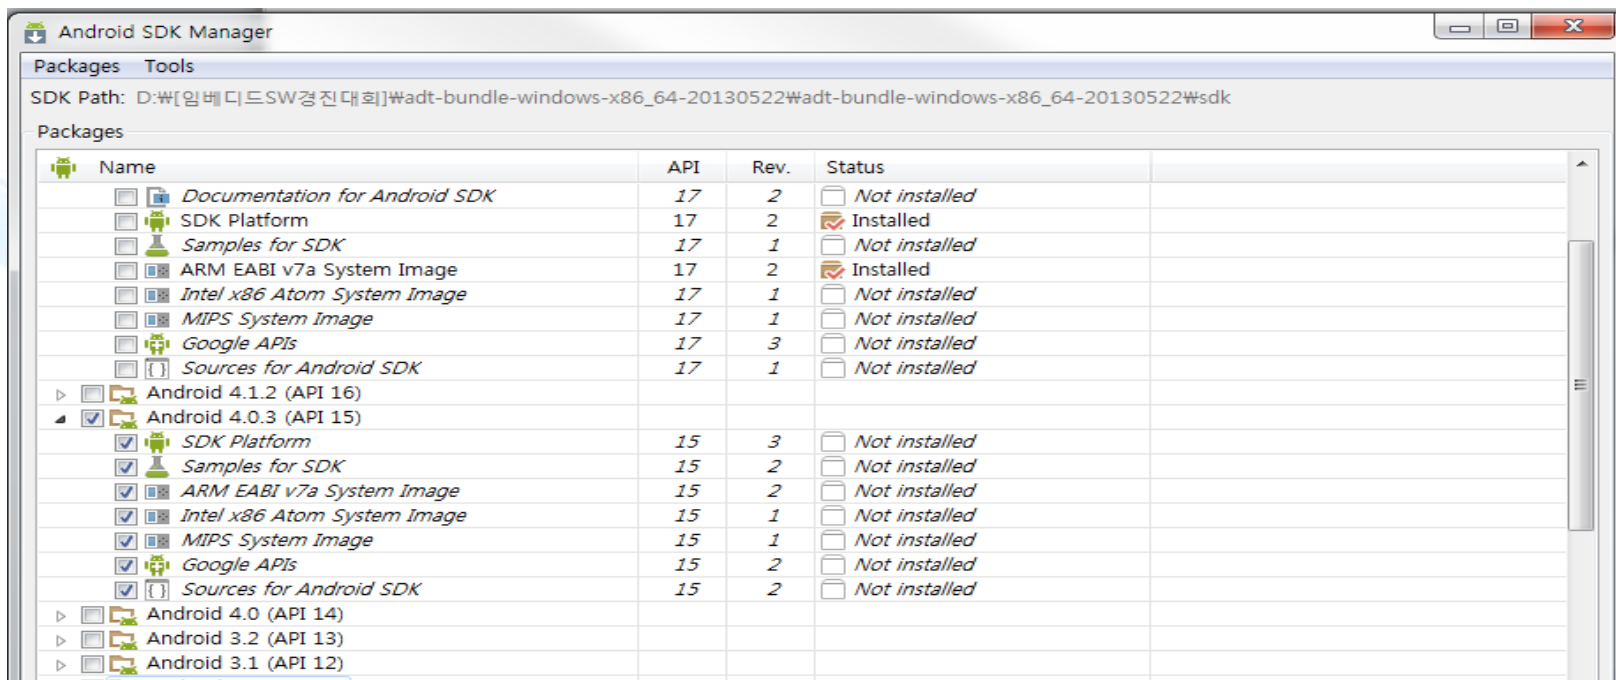 Android SDK Manager
Packages Tools
SDK Path: D:₩[임베디드SW경진대회]₩adt-bundle-windows-x86_64-20130522₩adt-bundle-windows-x86_64-20130522₩sdk
Packages
Name API Rev. Status
Documentation for Android SDK 17 2 Not installed
SDK Platform 17 2 Installed
Samples for SDK 17 1 Not installed
ARM EABI v7a System Image 17 2 Installed
Intel x86 Atom System Image 17 1 Not installed
MIPS System Image 17 1 Not installed
Google APIs 17 3 Not installed
Sources for Android SDK 17 1 Not installed
Android 4.1.2 (API 16)
Android 4.0.3 (API 15)
SDK Platform 15 3 Not installed
Samples for SDK 15 2 Not installed
ARM EABI v7a System Image 15 2 Not installed
Intel x86 Atom System Image 15 1 Not installed
MIPS System Image 15 1 Not installed
Google APIs 15 2 Not installed
Sources for Android SDK 15 2 Not installed
Android 4.0 (API 14)
Android 3.2 (API 13)
Android 3.1 (API 12)